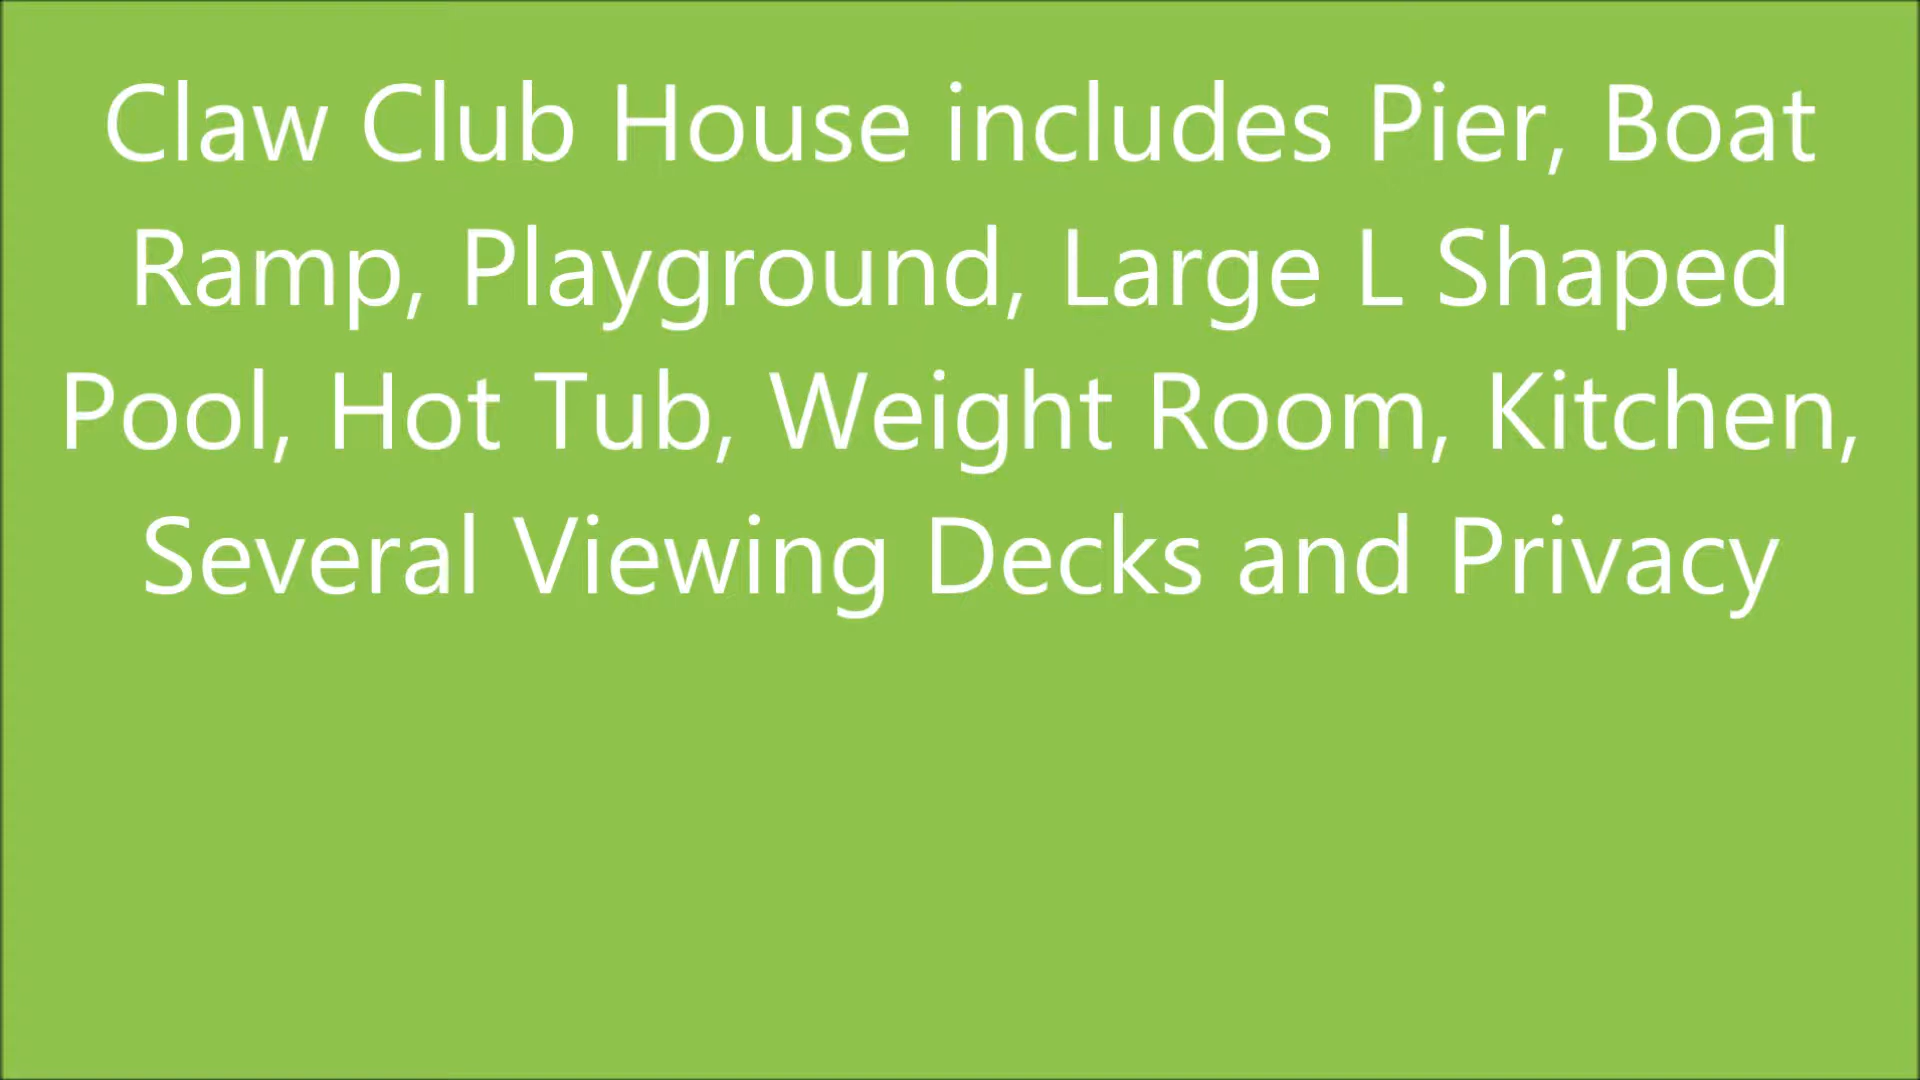 Claw Club House includes Pier, Boat
Ramp, Playground, Large L Shaped
Pool, Hot Tub, Weight Room, Kitchen,
Several Viewing Decks and Privacy